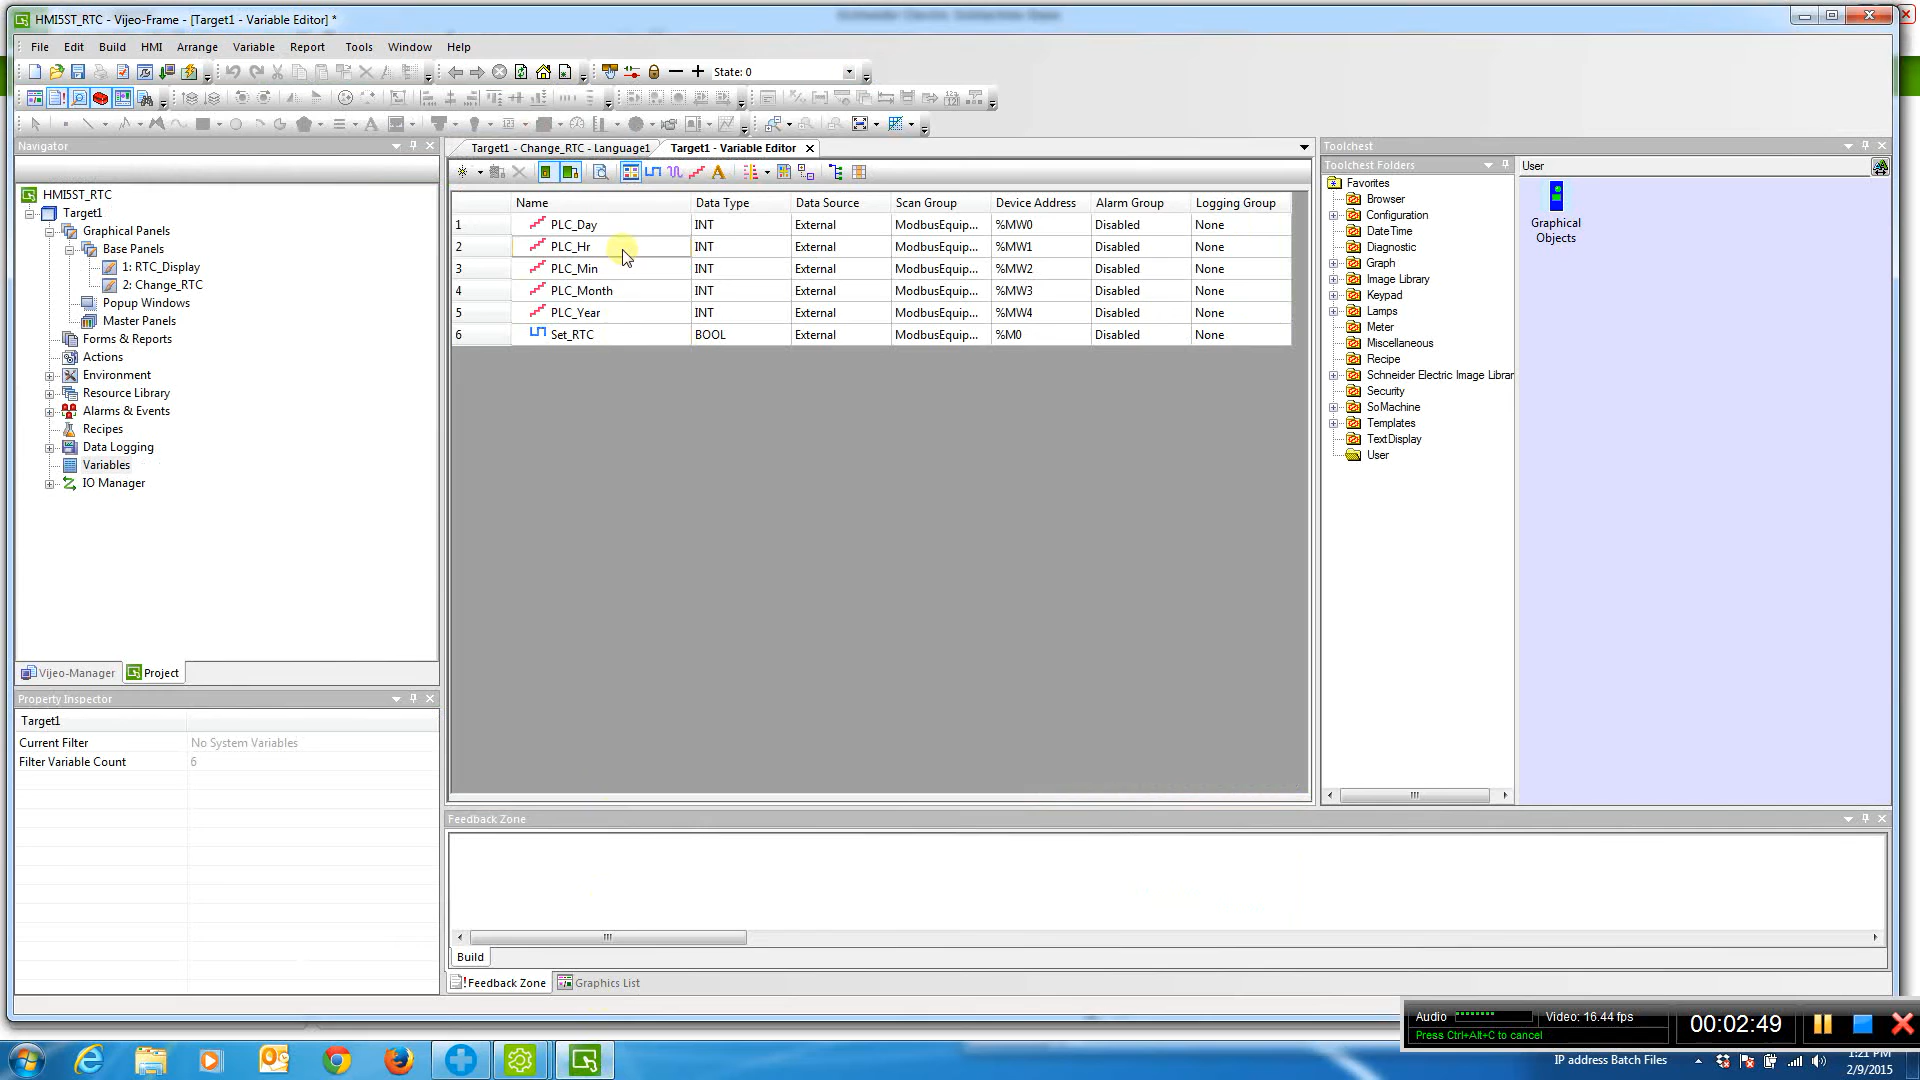 HMI5ST_RTC - Vijeo-Frame - [Target1 - Variable Editor] *
File Edit Build HMI Arrange Variable Report Tools Window Help
State: 0
Navigator
Target1 - Change_RTC - Language1 Target1 - Variable Editor
Toolchest
Toolchest Folders
User
HMI5ST_RTC
Target1
Graphical Panels
Base Panels
1: RTC_Display
2: Change_RTC
Popup Windows
Master Panels
Forms & Reports
Actions
Environment
Resource Library
Alarms & Events
Recipes
Data Logging
Variables
IO Manager
Vijeo-Manager Project
Name Data Type Data Source Scan Group Device Address Alarm Group Logging Group
1 PLC_Day INT External ModbusEquip... %MW0 Disabled None
2 PLC_Hr INT External ModbusEquip... %MW1 Disabled None
3 PLC_Min INT External ModbusEquip... %MW2 Disabled None
4 PLC_Month INT External ModbusEquip... %MW3 Disabled None
5 PLC_Year INT External ModbusEquip... %MW4 Disabled None
6 Set_RTC BOOL External ModbusEquip... %M0 Disabled None
Favorites
Browser
Configuration
DateTime
Diagnostic
Graph
Image Library
Keypad
Lamps
Meter
Miscellaneous
Recipe
Schneider Electric Image Librar
Security
SoMachine
Templates
TextDisplay
User
Graphical
Objects
Property Inspector
Target1
Current Filter No System Variables
Filter Variable Count 6
Feedback Zone
Build
!Feedback Zone Graphics List
Audio Video: 16.44 fps
Press Ctrl+Alt+C to cancel
00:02:49
IP address Batch Files
1:21 PM
2/9/2015